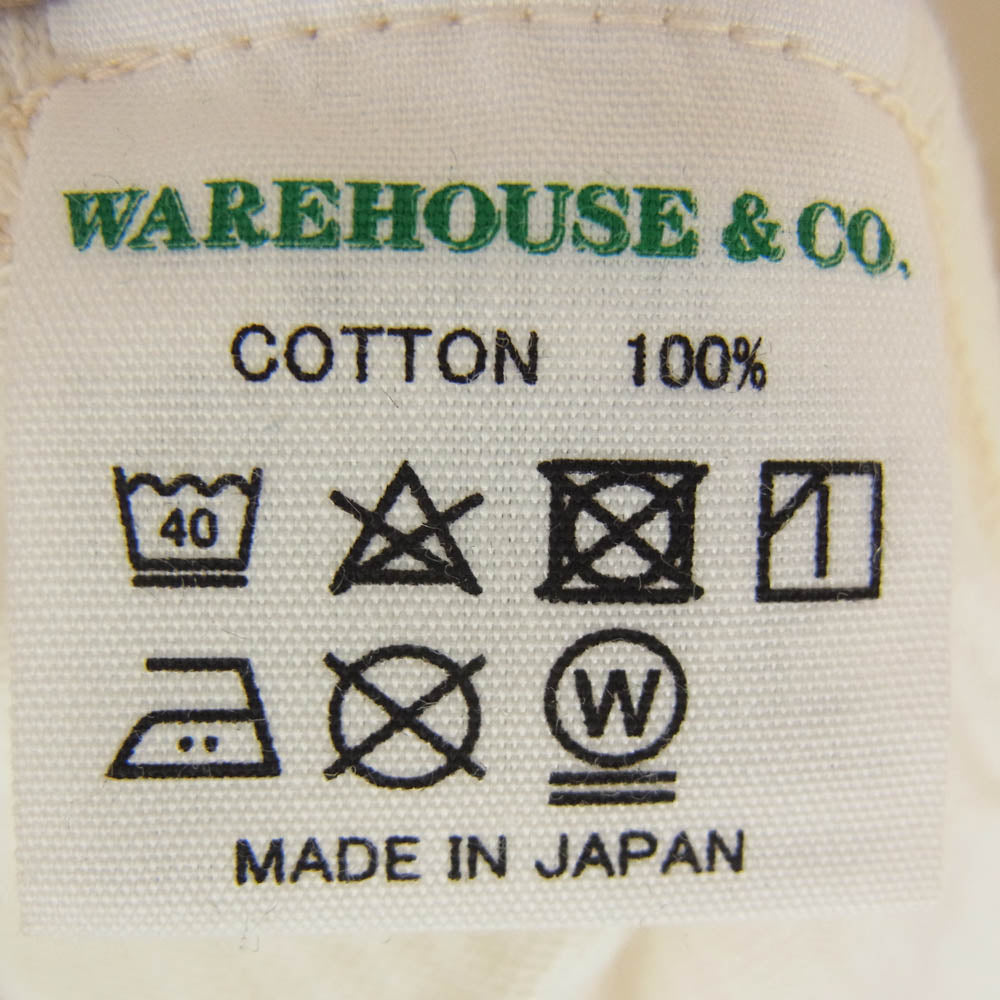 WAREHOUSE & CO.
COTTON 100%
40
W
MADE IN JAPAN